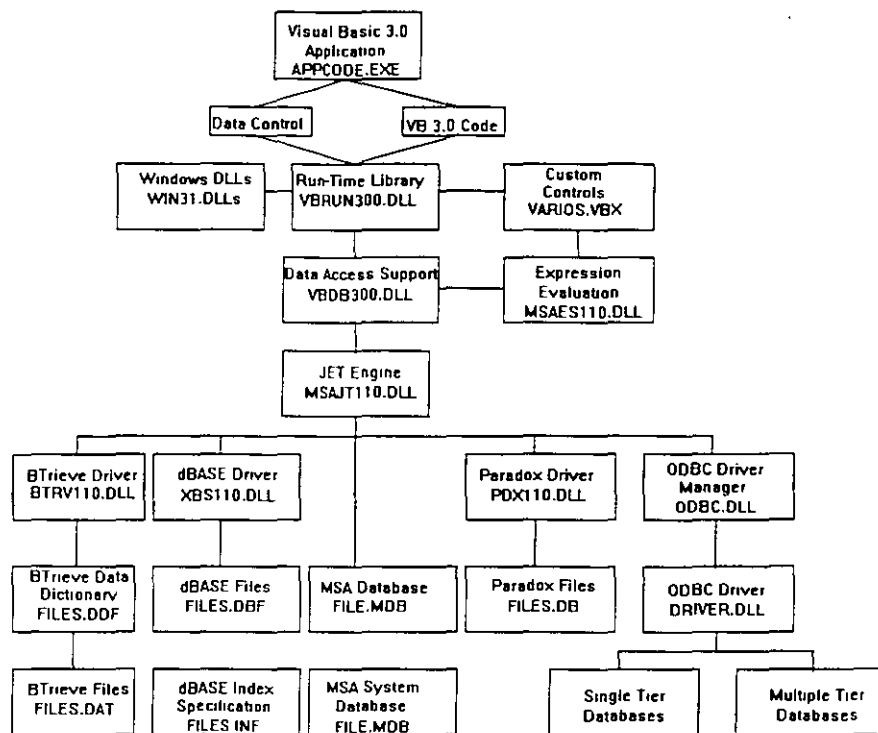 Visual Basic 3.0
Application
APPCODE.EXE
Data Control
VB 3.0 Code
Windows DLLs
WIN31.DLLs
Run-Time Library
VBRUN300.DLL
Custom
Controls
VARIOS.VBX
Data Access Support
VBDB300.DLL
Expression
Evaluation
MSAES110.DLL
JET Engine
MSAJT110.DLL
BTrieve Driver
BTRV110.DLL
dBASE Driver
XBS110.DLL
Paradox Driver
PDX110.DLL
ODBC Driver
Manager
ODBC.DLL
BTrieve Data
Dictionary
FILES.DDF
dBASE Files
FILES.DBF
MSA Database
FILE.MDB
Paradox Files
FILES.DB
ODBC Driver
DRIVER.DLL
BTrieve Files
FILES.DAT
dBASE Index
Specification
FILES.INF
MSA System
Database
FILE.MDB
Single Tier
Databases
Multiple Tier
Databases